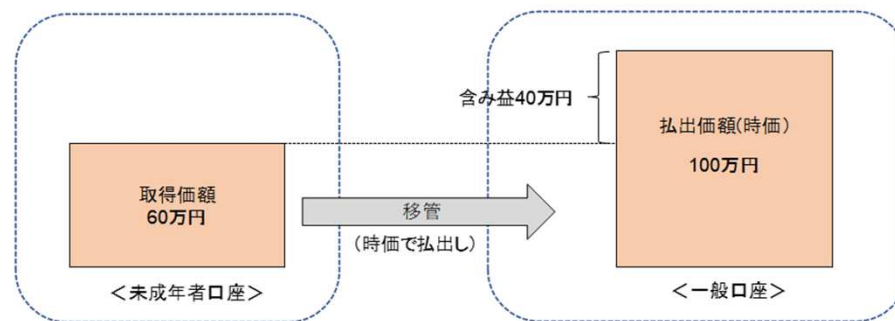 含み益40万円
払出価額(時価)
100万円
取得価額
60万円
移管
(時価で払出し)
＜未成年者口座＞
＜一般口座＞